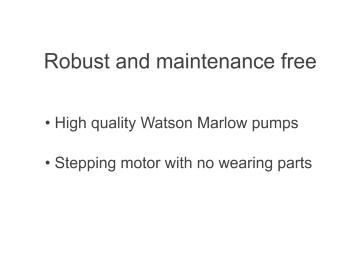 Robust and maintenance free
• High quality Watson Marlow pumps
• Stepping motor with no wearing parts